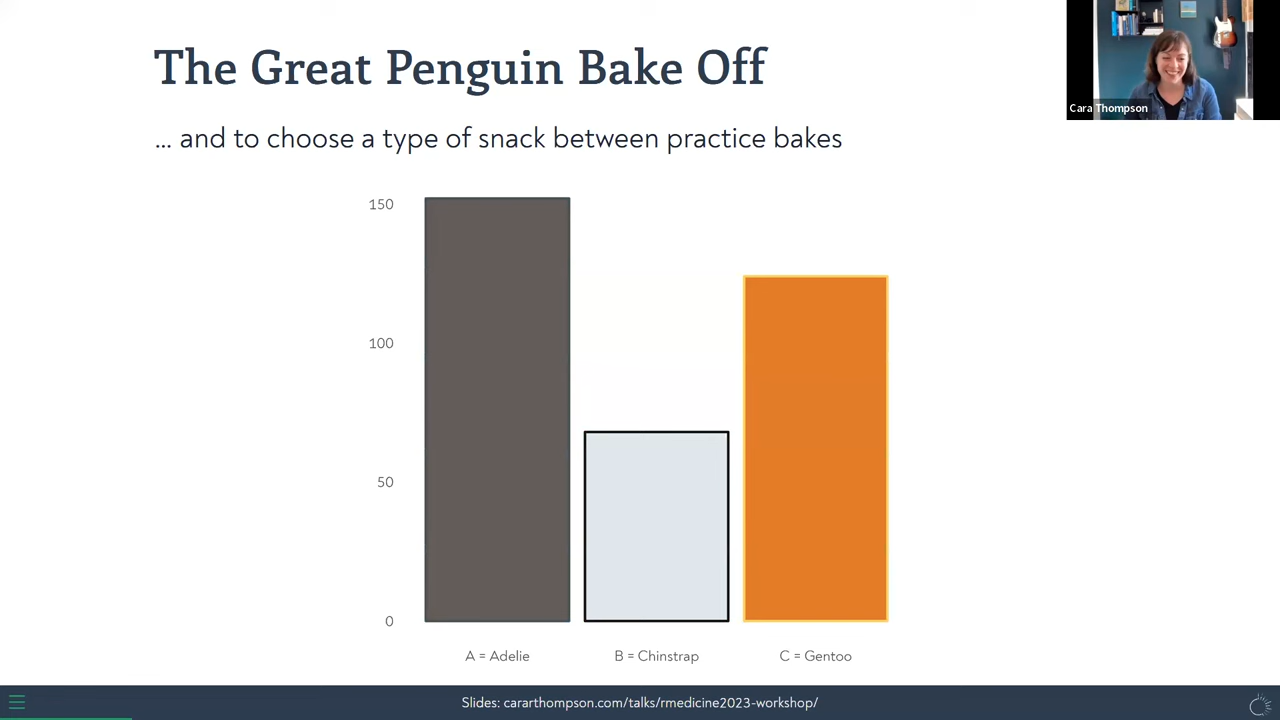 The Great Penguin Bake Off
Cara Thompson
... and to choose a type of snack between practice bakes
150
100
50
0
A = Adelie
B = Chinstrap
C = Gentoo
Slides: cararthompson.com/talks/rmedicine2023-workshop/